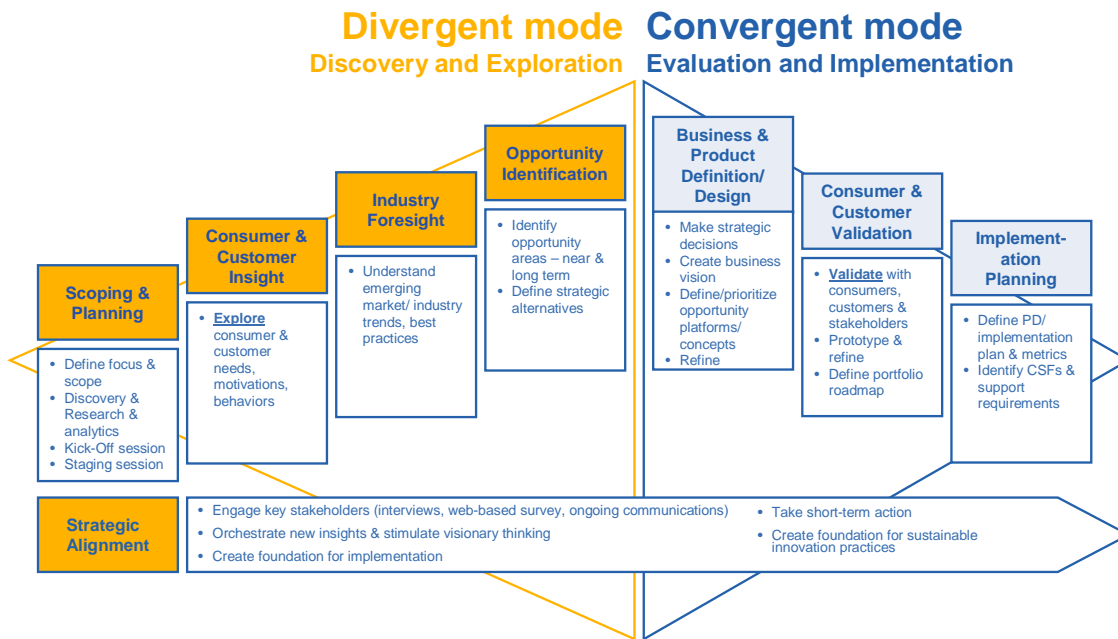 Divergent mode
Discovery and Exploration
Convergent mode
Evaluation and Implementation
Scoping &
Planning
• Define focus &
scope
• Discovery &
Research &
analytics
• Kick-Off session
• Staging session
Consumer &
Customer
Insight
• Explore
consumer &
customer
needs,
motivations,
behaviors
Industry
Foresight
• Understand
emerging
market/ industry
trends, best
practices
Opportunity
Identification
• Identify
opportunity
areas – near &
long term
• Define strategic
alternatives
Business &
Product
Definition/
Design
• Make strategic
decisions
• Create business
vision
• Define/prioritize
opportunity
platforms/
concepts
• Refine
Consumer &
Customer
Validation
• Validate with
consumers,
customers &
stakeholders
• Prototype &
refine
• Define portfolio
roadmap
Implement-
ation
Planning
• Define PD/
implementation
plan & metrics
• Identify CSFs &
support
requirements
Strategic
Alignment
• Engage key stakeholders (interviews, web-based survey, ongoing communications)
• Orchestrate new insights & stimulate visionary thinking
• Create foundation for implementation
• Take short-term action
• Create foundation for sustainable
innovation practices